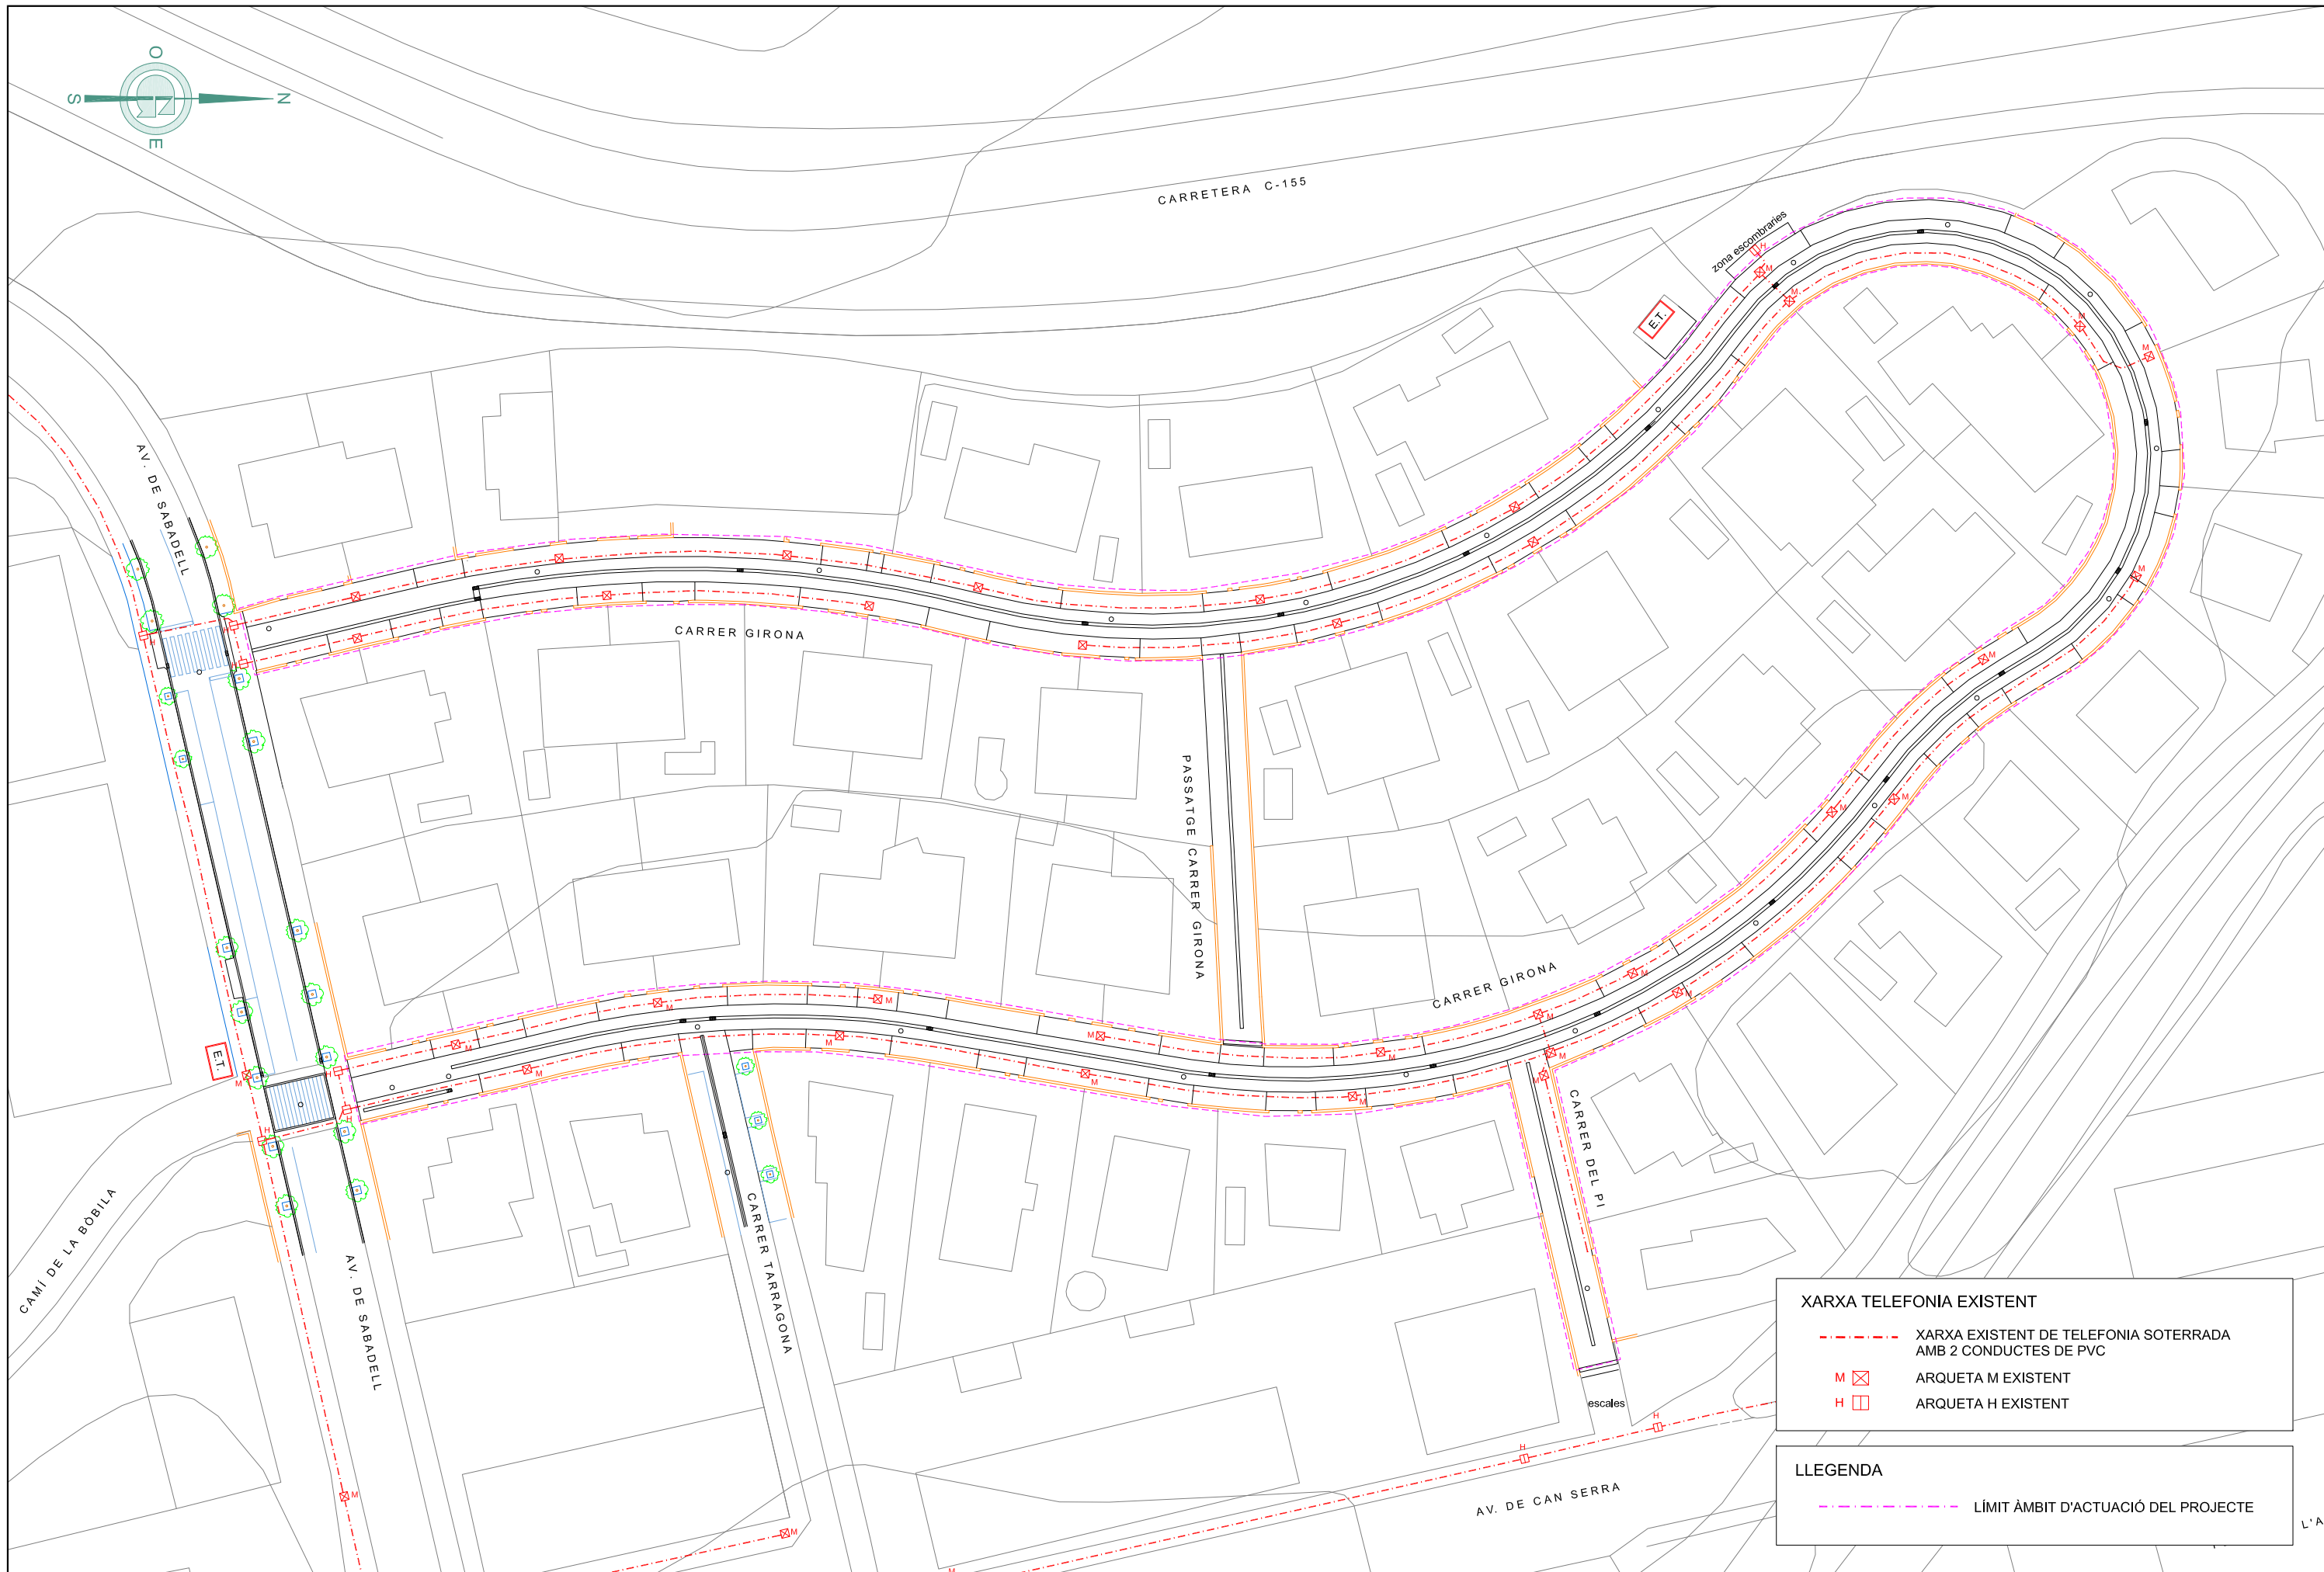 O
S
N
E
CARRETERA C-155
zona escombraries
H
M
M
E.T.
M
M
AV. DE SABADELL
H
H
CARRER GIRONA
M
M
PASSATGE CARRER GIRONA
M
M
CARRER GIRONA
M
M
M
M
M
M
M
M
M
M
E.T.
M
H
H
H
M
M
M
M
CARRER DEL PI
CARRER TARRAGONA
CAMÍ DE LA BÒBILA
AV. DE SABADELL
escales
H
H
AV. DE CAN SERRA
M
M
H
XARXA TELEFONIA EXISTENT
XARXA EXISTENT DE TELEFONIA SOTERRADA
AMB 2 CONDUCTES DE PVC
M ARQUETA M EXISTENT
H ARQUETA H EXISTENT
LLEGENDA
LÍMIT ÀMBIT D'ACTUACIÓ DEL PROJECTE
L'A